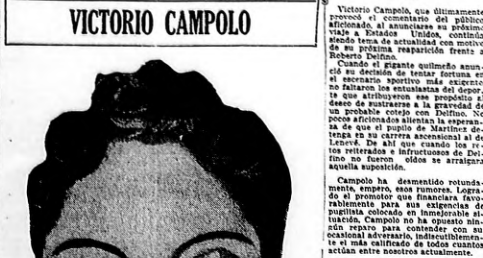 VICTORIO CAMPOLO
Victorio Campolo, que últimamente
provocó el comentario del público
aficionado, al anunciarse su próximo
viaje a Estados Unidos, continúa
siendo tema de actualidad con motivo
de su próxima reaparición frente a
Roberto Delfino.
Cuando el gigante quilmeño anun-
ció su decisión de tentar fortuna en
el escenario sportivo más exigente
no faltaron los entusiastas del depor-
te que atribuyeron ese propósito al
deseo de sustraerse a la gravedad de
un probable cotejo con Delfino. No
pocos aficionados alientan la esperan-
za de que el pupilo de Martínez de-
tenga en su carrera ascensional al de
Lenevé. De ahí que cuando los re-
tos reiterados e infructuosos de Del-
fino no fueron oídos se arraigara
aquella suposición.
Campolo ha desmentido rotunda-
mente, empero, esos rumores. Logra-
do el promotor que financiara favo-
rablemente para sus exigencias de
pugilista colocado en inmejorable si-
tuación, Campolo no ha opuesto nin-
gún reparo para contender con su
ocasional adversario, indiscutiblemen-
te el más calificado de todos cuantos
actúan entre nosotros actualmente.